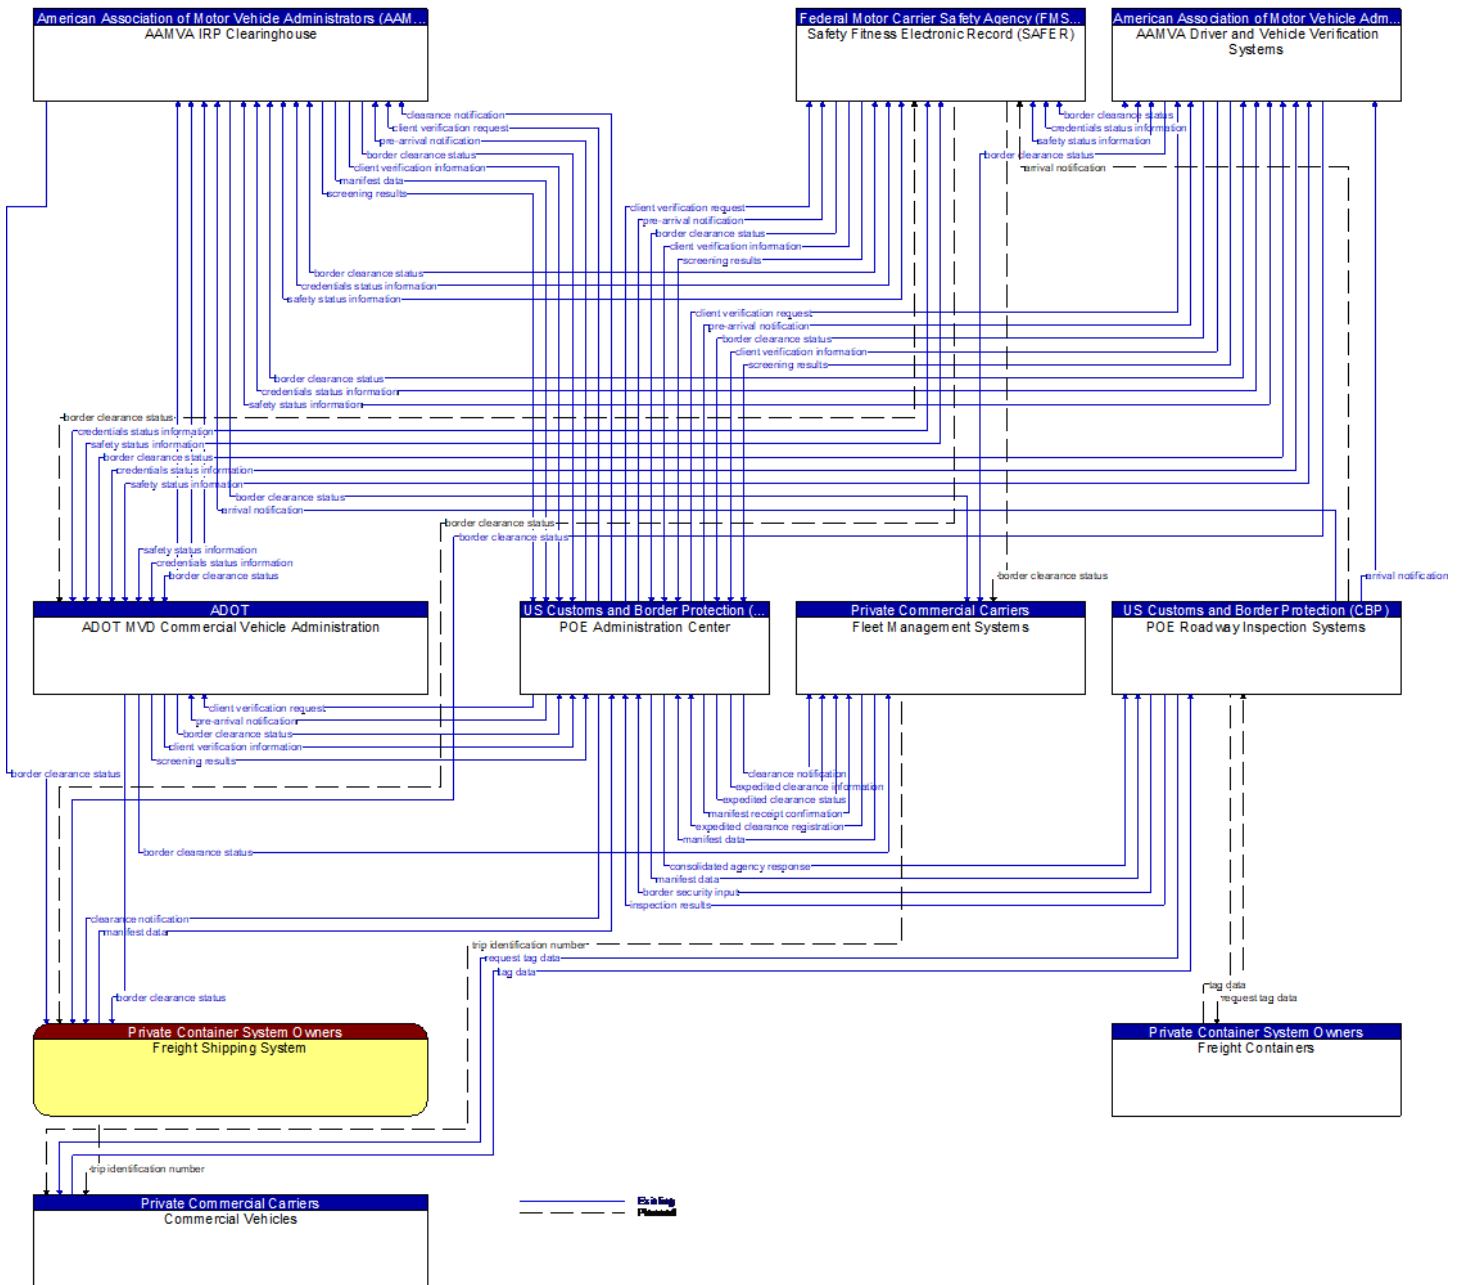 American Association of Motor Vehicle Administrators (AAM...
AAMVA IRP Clearinghouse
Federal Motor Carrier Safety Agency (FMS...
Safety Fitness Electronic Record (SAFER)
American Association of Motor Vehicle Adm...
AAMVA Driver and Vehicle Verification
Systems
clearance notification
client verification request
pre-arrival notification
border clearance status
client verification information
manifest data
screening results
border clearance status
credentials status information
safety status information
border clearance status
arrival notification
client verification request
pre-arrival notification
border clearance status
client verification information
screening results
border clearance status
credentials status information
safety status information
client verification request
pre-arrival notification
border clearance status
client verification information
screening results
border clearance status
credentials status information
safety status information
border clearance status
credentials status information
safety status information
border clearance status
credentials status information
safety status information
border clearance status
arrival notification
border clearance status
border clearance status
safety status information
credentials status information
border clearance status
border clearance status
arrival notification
ADOT
ADOT MVD Commercial Vehicle Administration
US Customs and Border Protection (...
POE Administration Center
Private Commercial Carriers
Fleet Management Systems
US Customs and Border Protection (CBP)
POE Roadway Inspection Systems
client verification request
pre-arrival notification
border clearance status
client verification information
screening results
border clearance status
clearance notification
expedited clearance information
expedited clearance status
manifest receipt confirmation
expedited clearance registration
manifest data
border clearance status
consolidated agency response
manifest data
border security input
inspection results
clearance notification
manifest data
trip identification number
request tag data
tag data
tag data
request tag data
border clearance status
Private Container System Owners
Freight Shipping System
Private Container System Owners
Freight Containers
trip identification number
Private Commercial Carriers
Commercial Vehicles
Existing
Planned